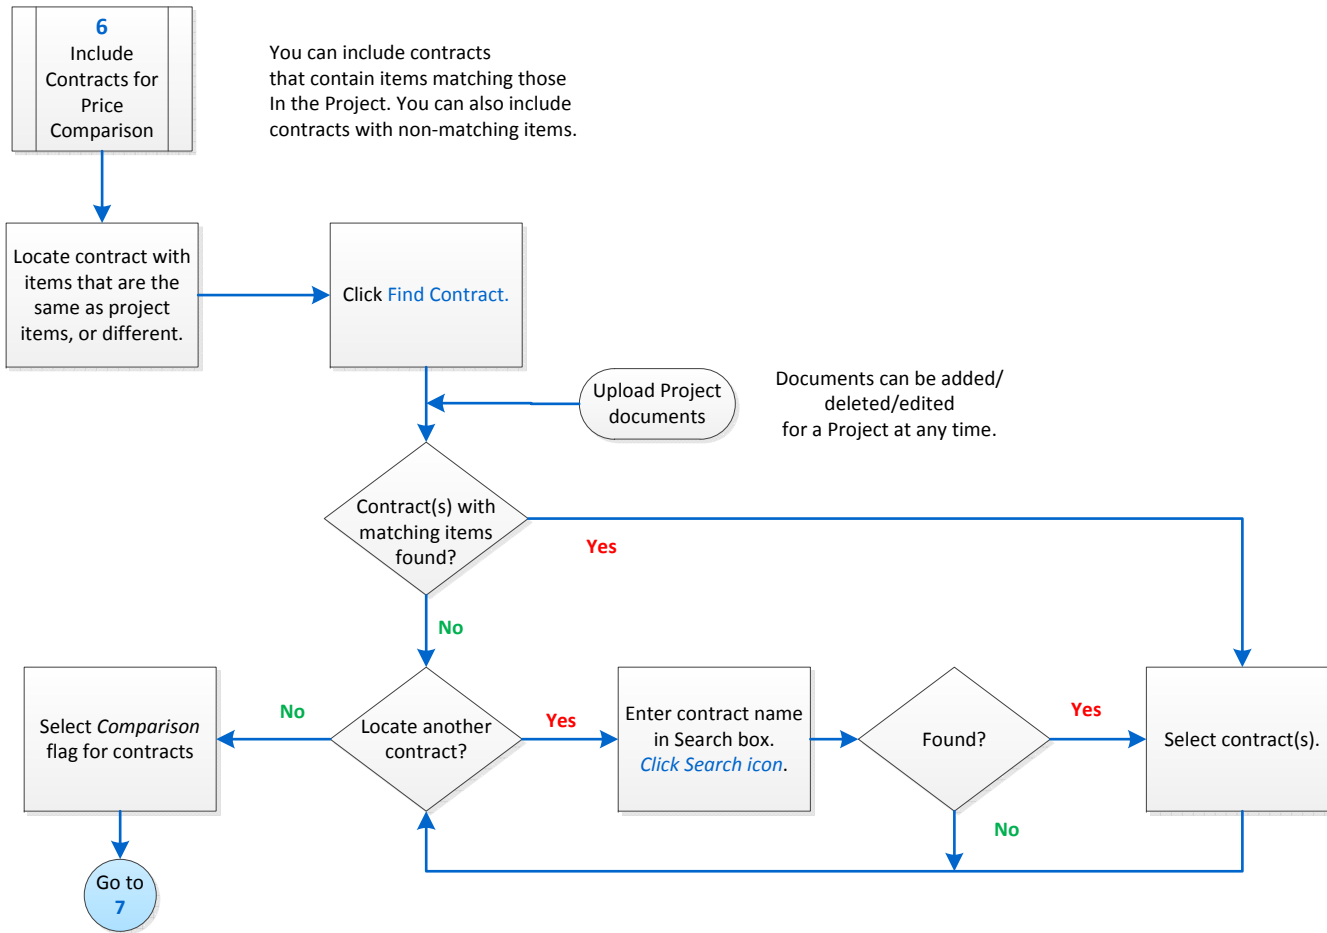 6
Include
Contracts for
Price
Comparison
You can include contracts
that contain items matching those
In the Project. You can also include
contracts with non-matching items.
Locate contract with
items that are the
same as project
items, or different.
Click Find Contract.
Upload Project
documents
Documents can be added/
deleted/edited
for a Project at any time.
Contract(s) with
matching items
found?
Yes
No
Select Comparison
flag for contracts
No
Locate another
contract?
Yes
Enter contract name
in Search box.
Click Search icon.
Found?
Yes
Select contract(s).
No
Go to
7